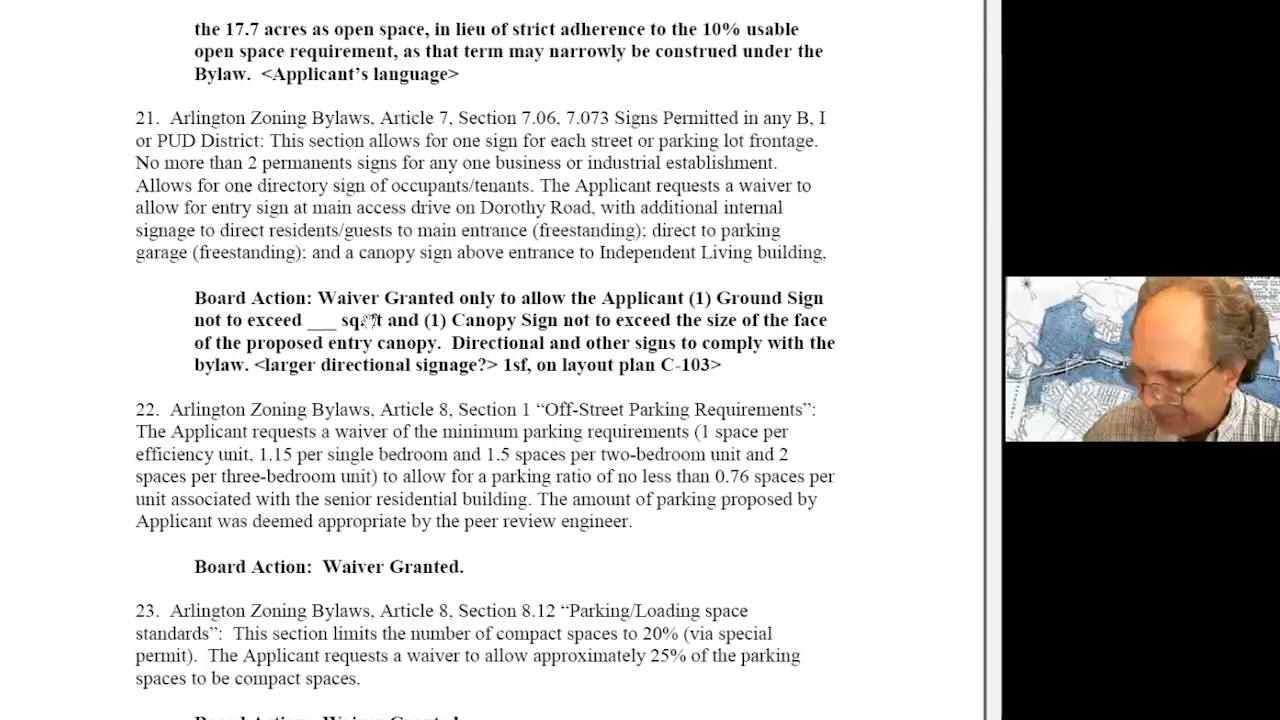 the 17.7 acres as open space, in lieu of strict adherence to the 10% usable
open space requirement, as that term may narrowly be construed under the
Bylaw.  <Applicant's language>
21.  Arlington Zoning Bylaws, Article 7, Section 7.06, 7.073 Signs Permitted in any B, I
or PUD District: This section allows for one sign for each street or parking lot frontage.
No more than 2 permanents signs for any one business or industrial establishment.
Allows for one directory sign of occupants/tenants. The Applicant requests a waiver to
allow for entry sign at main access drive on Dorothy Road, with additional internal
signage to direct residents/guests to main entrance (freestanding); direct to parking
garage (freestanding); and a canopy sign above entrance to Independent Living building,
Board Action: Waiver Granted only to allow the Applicant (1) Ground Sign
not to exceed ___ and (1) Canopy Sign not to exceed the size of the face
of the proposed entry canopy.  Directional and other signs to comply with the
bylaw. <larger directional signage?> 1sf, on layout plan C-103>
22.  Arlington Zoning Bylaws, Article 8, Section 1 “Off-Street Parking Requirements”:
The Applicant requests a waiver of the minimum parking requirements (1 space per
efficiency unit, 1.15 per single bedroom and 1.5 spaces per two-bedroom unit and 2
spaces per three-bedroom unit) to allow for a parking ratio of no less than 0.76 spaces per
unit associated with the senior residential building. The amount of parking proposed by
Applicant was deemed appropriate by the peer review engineer.
Board Action:  Waiver Granted.
23.  Arlington Zoning Bylaws, Article 8, Section 8.12 “Parking/Loading space
standards”:  This section limits the number of compact spaces to 20% (via special
permit).  The Applicant requests a waiver to allow approximately 25% of the parking
spaces to be compact spaces.